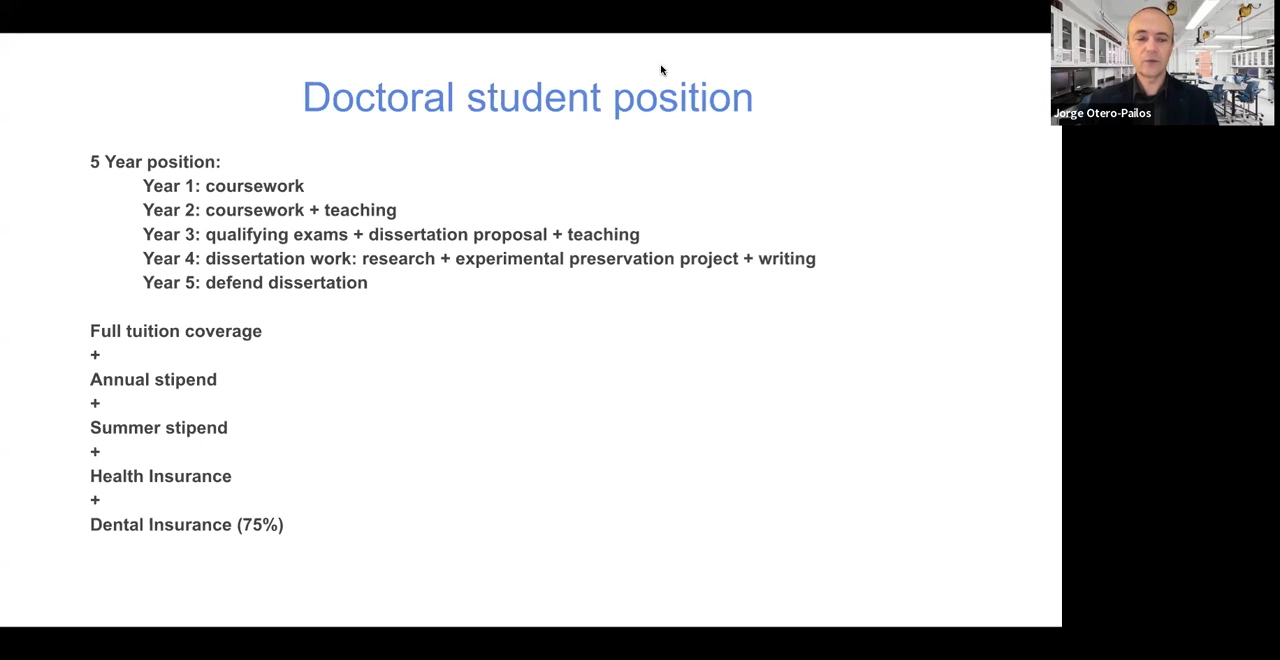 Doctoral student position
5 Year position:
Year 1: coursework
Year 2: coursework + teaching
Year 3: qualifying exams + dissertation proposal + teaching
Year 4: dissertation work: research + experimental preservation project + writing
Year 5: defend dissertation
Full tuition coverage
+
Annual stipend
+
Summer stipend
+
Health Insurance
+
Dental Insurance (75%)
Jorge Otero-Pailos